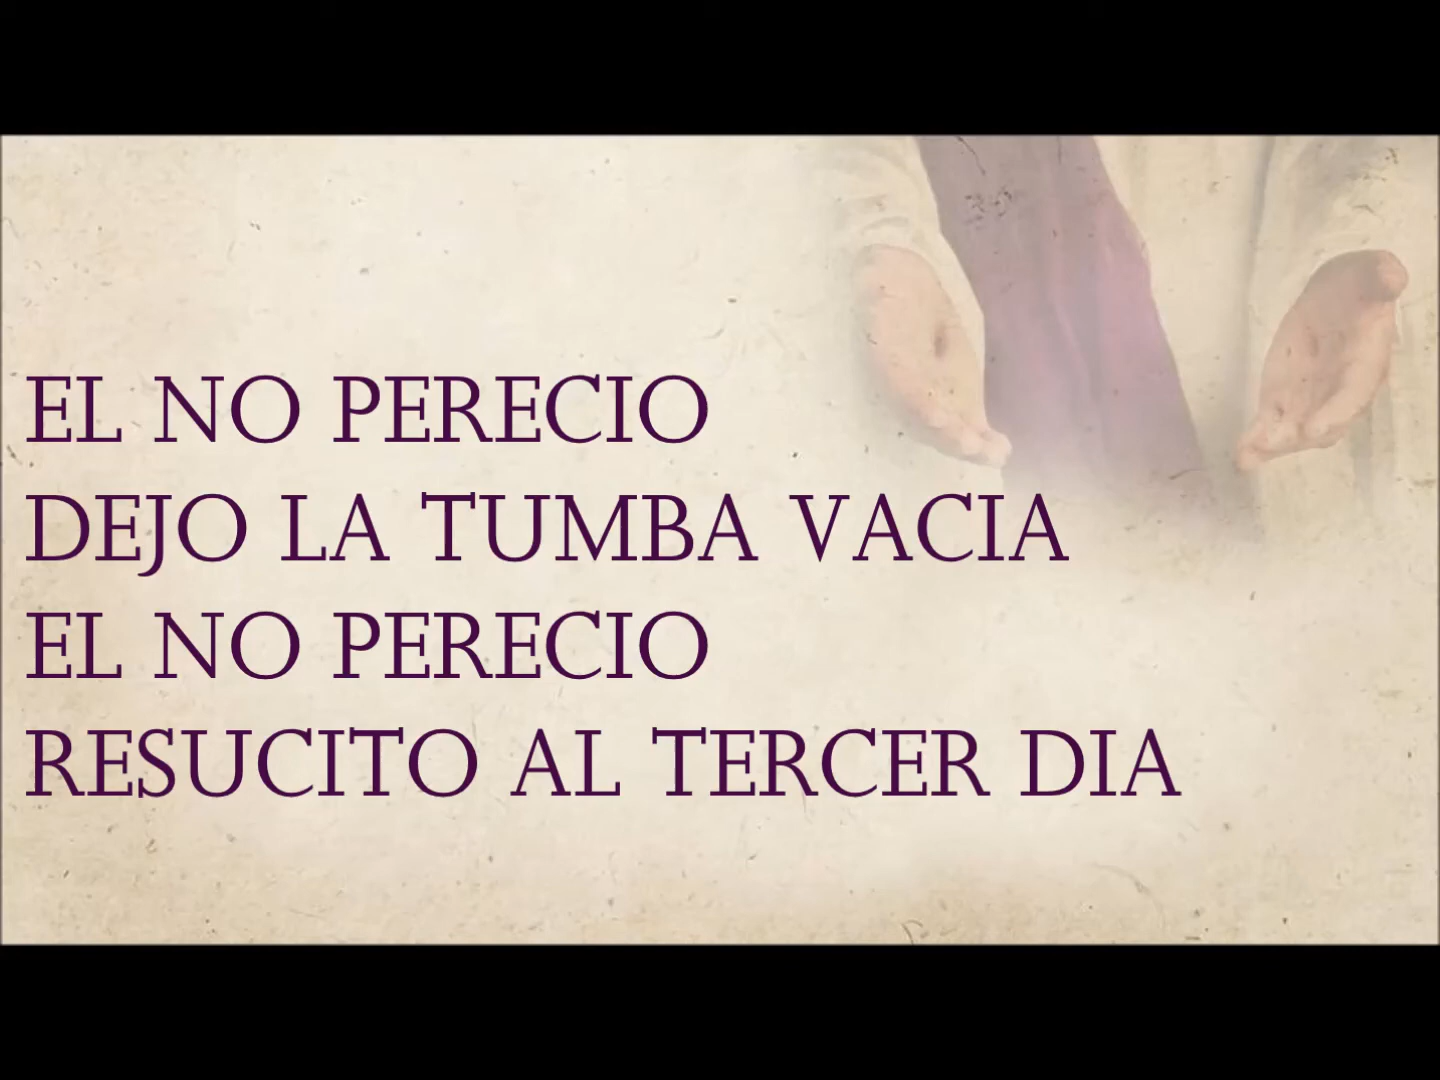 EL NO PERECIO
DEJO LA TUMBA VACIA
EL NO PERECIO
RESUCITO AL TERCER DIA